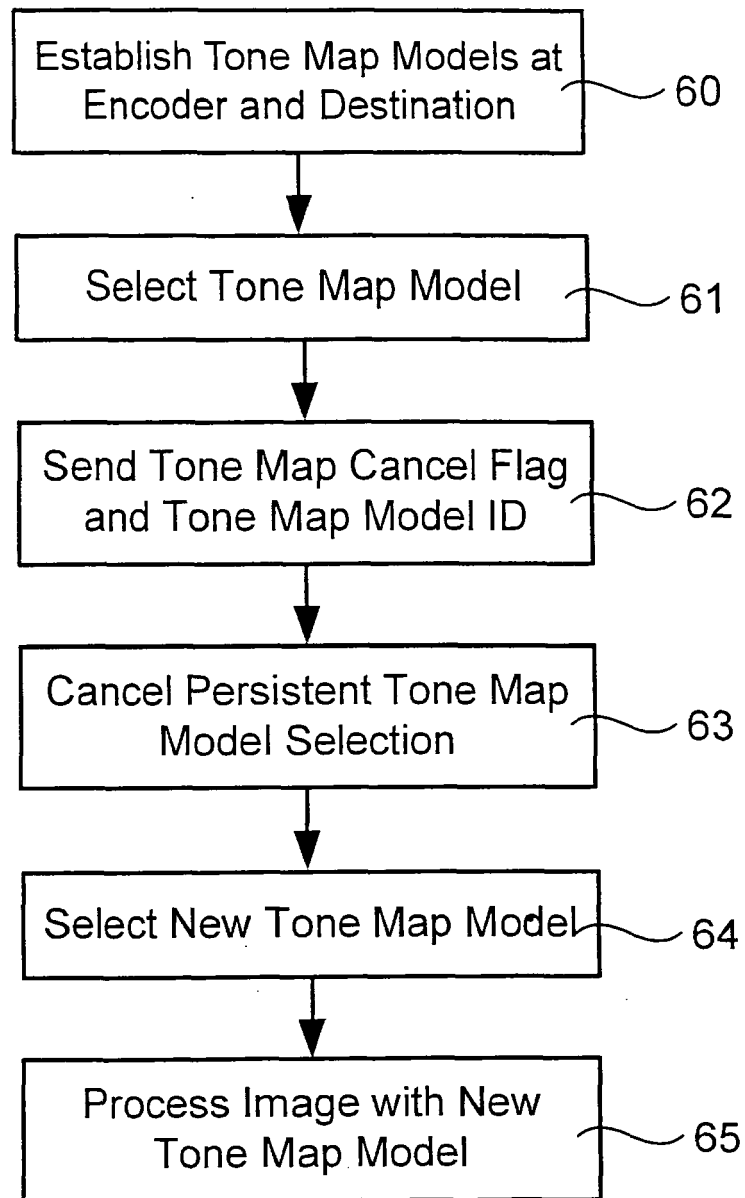 Establish Tone Map Models at
Encoder and Destination
60
Select Tone Map Model
61
Send Tone Map Cancel Flag
and Tone Map Model ID
62
Cancel Persistent Tone Map
Model Selection
63
Select New Tone Map Model
64
Process Image with New
Tone Map Model
65